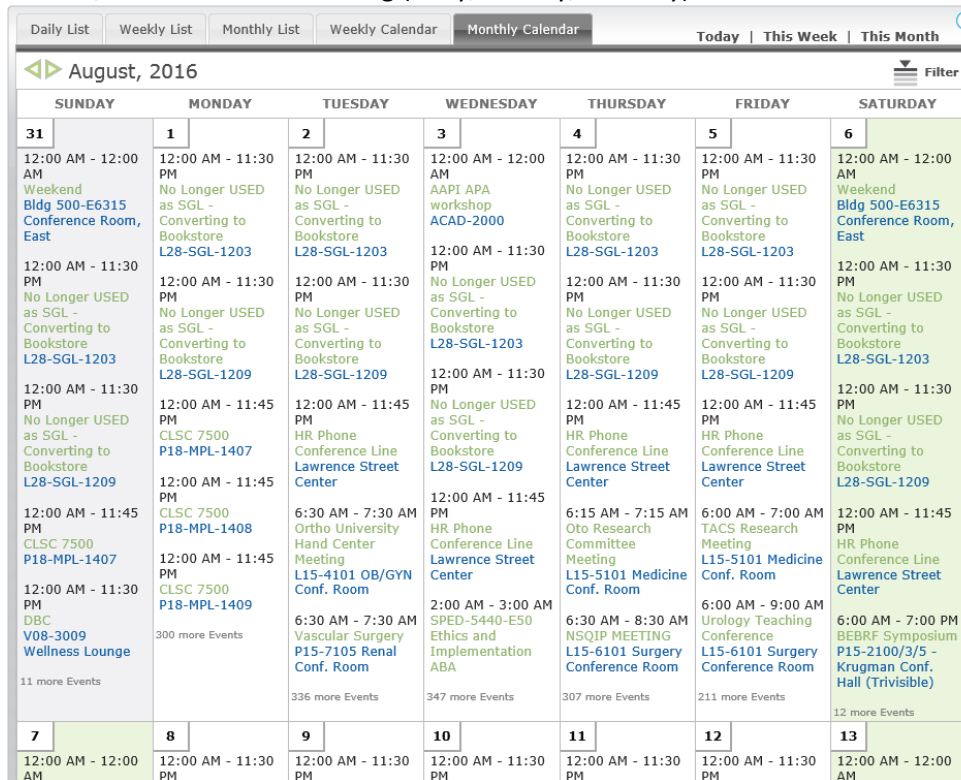 Daily List Weekly List Monthly List Weekly Calendar Monthly Calendar Today | This Week | This Month
August, 2016 Filter
SUNDAY MONDAY TUESDAY WEDNESDAY THURSDAY FRIDAY SATURDAY
31
12:00 AM - 12:00
AM
Weekend
Bldg 500-E6315
Conference Room,
East
12:00 AM - 11:30
PM
No Longer USED
as SGL -
Converting to
Bookstore
L28-SGL-1203
12:00 AM - 11:30
PM
No Longer USED
as SGL -
Converting to
Bookstore
L28-SGL-1209
12:00 AM - 11:45
PM
CLSC 7500
P18-MPL-1407
12:00 AM - 11:30
PM
DBC
V08-3009
Wellness Lounge
11 more Events
1
12:00 AM - 11:30
PM
No Longer USED
as SGL -
Converting to
Bookstore
L28-SGL-1203
12:00 AM - 11:30
PM
No Longer USED
as SGL -
Converting to
Bookstore
L28-SGL-1209
12:00 AM - 11:45
PM
CLSC 7500
P18-MPL-1407
12:00 AM - 11:45
PM
CLSC 7500
P18-MPL-1408
12:00 AM - 11:45
PM
CLSC 7500
P18-MPL-1409
300 more Events
2
12:00 AM - 11:30
PM
No Longer USED
as SGL -
Converting to
Bookstore
L28-SGL-1203
12:00 AM - 11:30
PM
No Longer USED
as SGL -
Converting to
Bookstore
L28-SGL-1209
12:00 AM - 11:45
PM
HR Phone
Conference Line
Lawrence Street
Center
6:30 AM - 7:30 AM
Ortho University
Hand Center
Meeting
L15-4101 OB/GYN
Conf. Room
6:30 AM - 7:30 AM
Vascular Surgery
P15-7105 Renal
Conf. Room
336 more Events
3
12:00 AM - 12:00
AM
AAPI APA
workshop
ACAD-2000
12:00 AM - 11:30
PM
No Longer USED
as SGL -
Converting to
Bookstore
L28-SGL-1203
12:00 AM - 11:30
PM
No Longer USED
as SGL -
Converting to
Bookstore
L28-SGL-1209
12:00 AM - 11:45
PM
HR Phone
Conference Line
Lawrence Street
Center
2:00 AM - 3:00 AM
SPED-5440-E50
Ethics and
Implementation
ABA
347 more Events
4
12:00 AM - 11:30
PM
No Longer USED
as SGL -
Converting to
Bookstore
L28-SGL-1203
12:00 AM - 11:30
PM
No Longer USED
as SGL -
Converting to
Bookstore
L28-SGL-1209
12:00 AM - 11:45
PM
HR Phone
Conference Line
Lawrence Street
Center
6:15 AM - 7:15 AM
Oto Research
Committee
Meeting
L15-5101 Medicine
Conf. Room
6:30 AM - 8:30 AM
NSQIP MEETING
L15-6101 Surgery
Conference Room
307 more Events
5
12:00 AM - 11:30
PM
No Longer USED
as SGL -
Converting to
Bookstore
L28-SGL-1203
12:00 AM - 11:30
PM
No Longer USED
as SGL -
Converting to
Bookstore
L28-SGL-1209
12:00 AM - 11:45
PM
HR Phone
Conference Line
Lawrence Street
Center
6:00 AM - 7:00 AM
TACS Research
Meeting
L15-5101 Medicine
Conf. Room
6:00 AM - 9:00 AM
Urology Teaching
Conference
L15-6101 Surgery
Conference Room
211 more Events
6
12:00 AM - 12:00
AM
Weekend
Bldg 500-E6315
Conference Room,
East
12:00 AM - 11:30
PM
No Longer USED
as SGL -
Converting to
Bookstore
L28-SGL-1203
12:00 AM - 11:30
PM
No Longer USED
as SGL -
Converting to
Bookstore
L28-SGL-1209
12:00 AM - 11:45
PM
HR Phone
Conference Line
Lawrence Street
Center
6:00 AM - 7:00 PM
BEBRF Symposium
P15-2100/3/5 -
Krugman Conf.
Hall (Trivisible)
12 more Events
7
12:00 AM - 12:00
AM
8
12:00 AM - 11:30
PM
9
12:00 AM - 11:30
PM
10
12:00 AM - 11:30
PM
11
12:00 AM - 11:30
PM
12
12:00 AM - 11:30
PM
13
12:00 AM - 12:00
AM